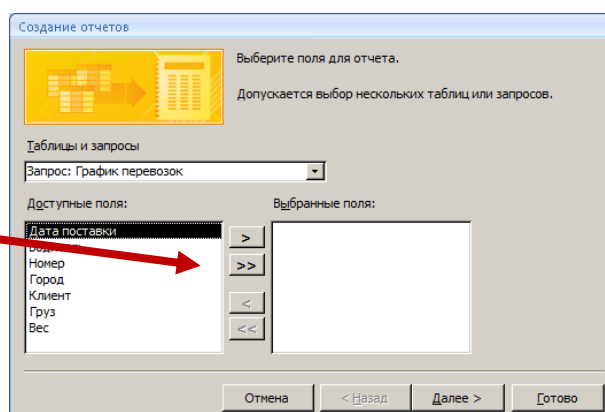 Создание отчетов
Выберите поля для отчета.
Допускается выбор нескольких таблиц или запросов.
Таблицы и запросы
Запрос: График перевозок
Доступные поля:
Выбранные поля:
Дата поставки
Номер
Город
Клиент
Груз
Вес
>
>>
<
<<
Отмена
< Назад
Далее >
Готово